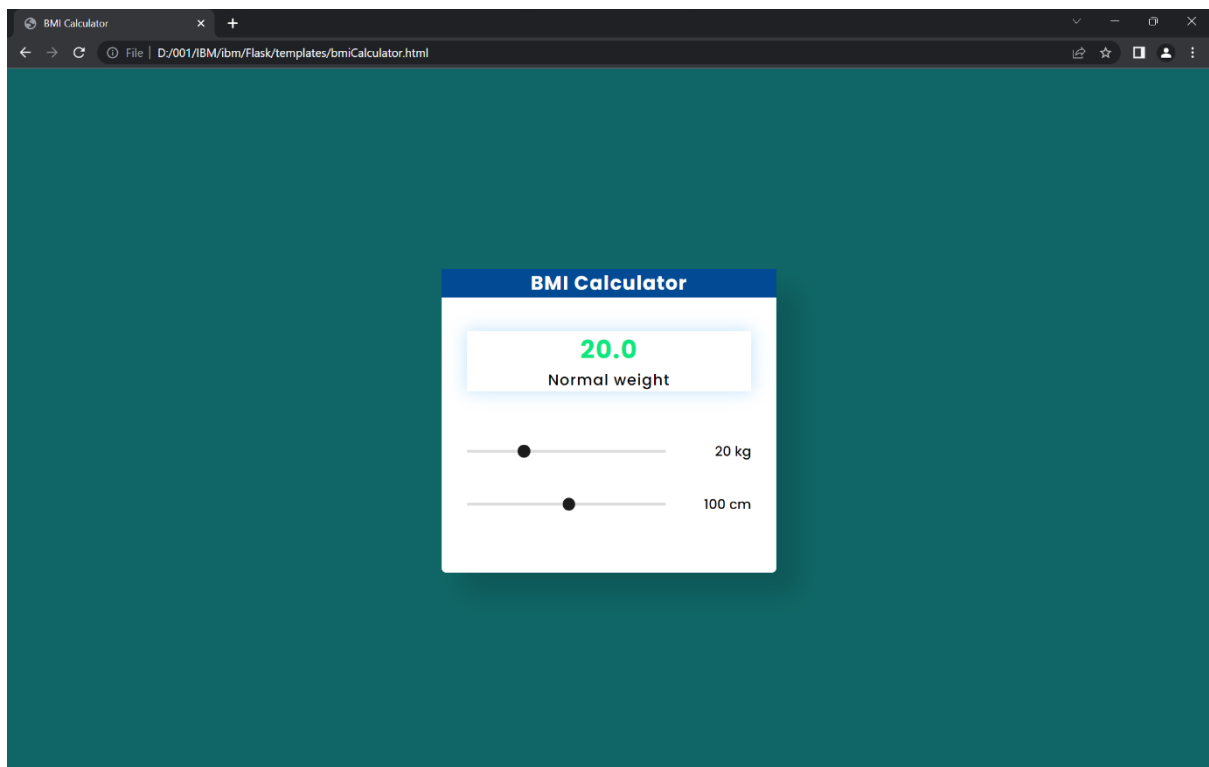 BMI Calculator
File | D:/001/IBM/ibm/Flask/templates/bmiCalculator.html
BMI Calculator
20.0
Normal weight
20 kg
100 cm